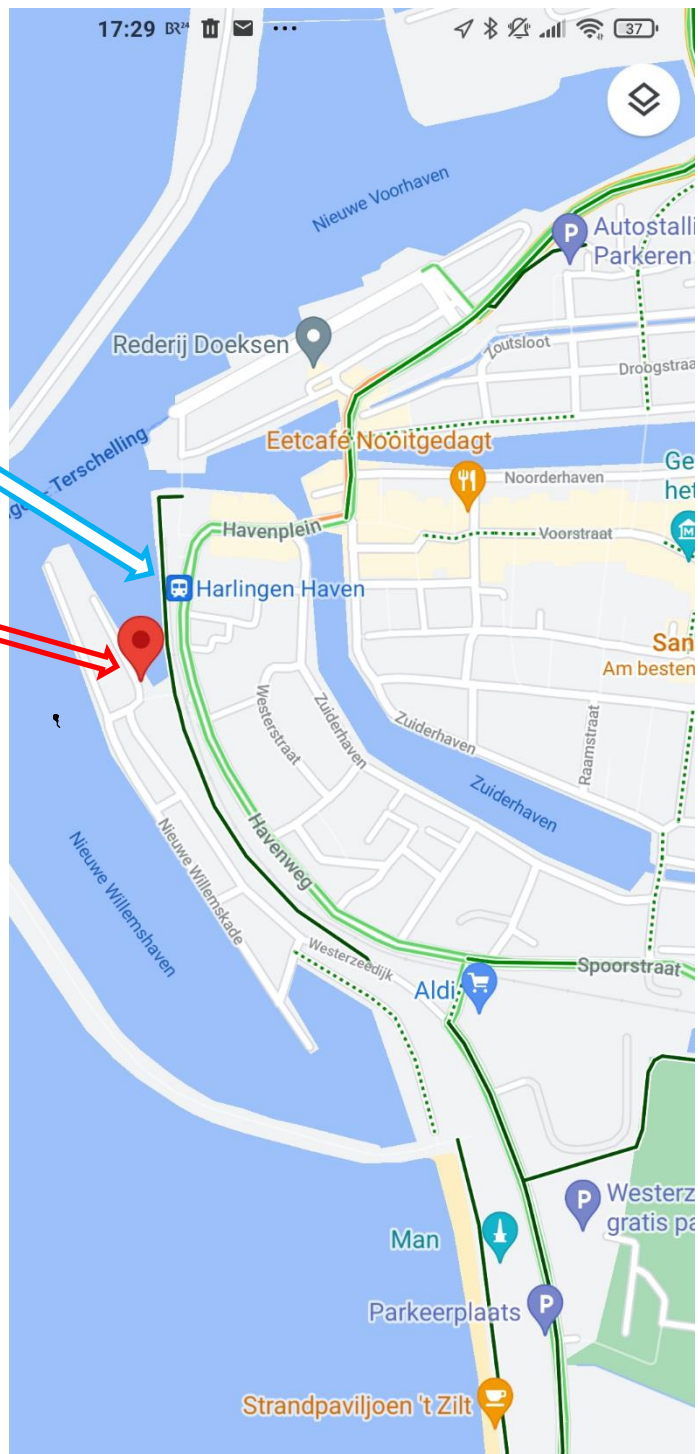 17:29 BR²⁴ ... 37
Nieuwe Voorhaven
Autostalli
Parkeren
Rederij Doeksen
Zoutsloot
Droogstraa
- Terschelling
Eetcafé Nooitgedagt
Ge
het
Noorderhaven
Havenplein
Voorstraat
M
Harlingen Haven
San
Am besten
Westerstraat
Zuiderhaven
Zuiderhaven
Raamstraat
Zuiderhaven
Havenweg
Nieuwe Willemskade
Nieuwe Willemshaven
Westerzeedijk
Spoorstraat
Aldi
P
Westerz
gratis pa
Man
Parkeerplaats
P
Strandpaviljoen 't Zilt